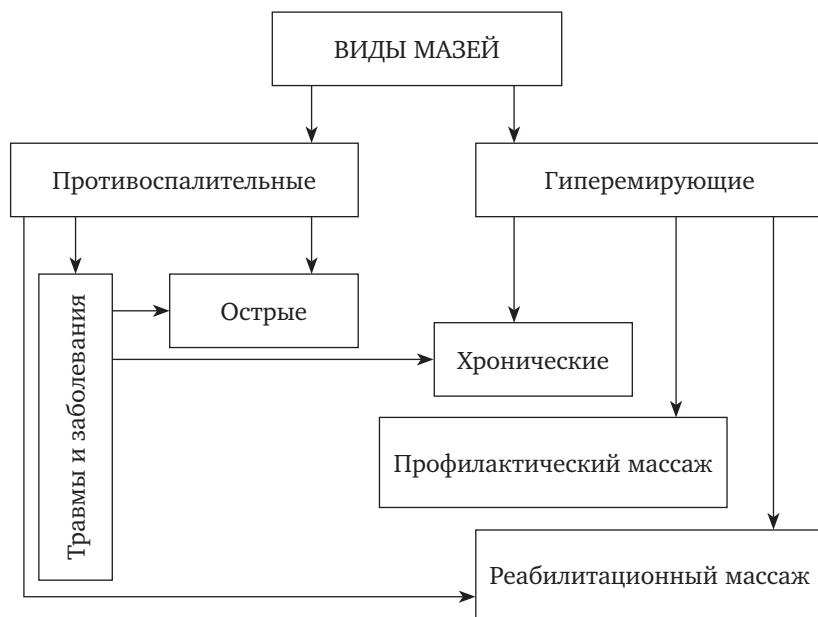 ВИДЫ МАЗЕЙ
Противоспалительные
Гиперемирующие
Травмы и заболевания
Острые
Хронические
Профилактический массаж
Реабилитационный массаж